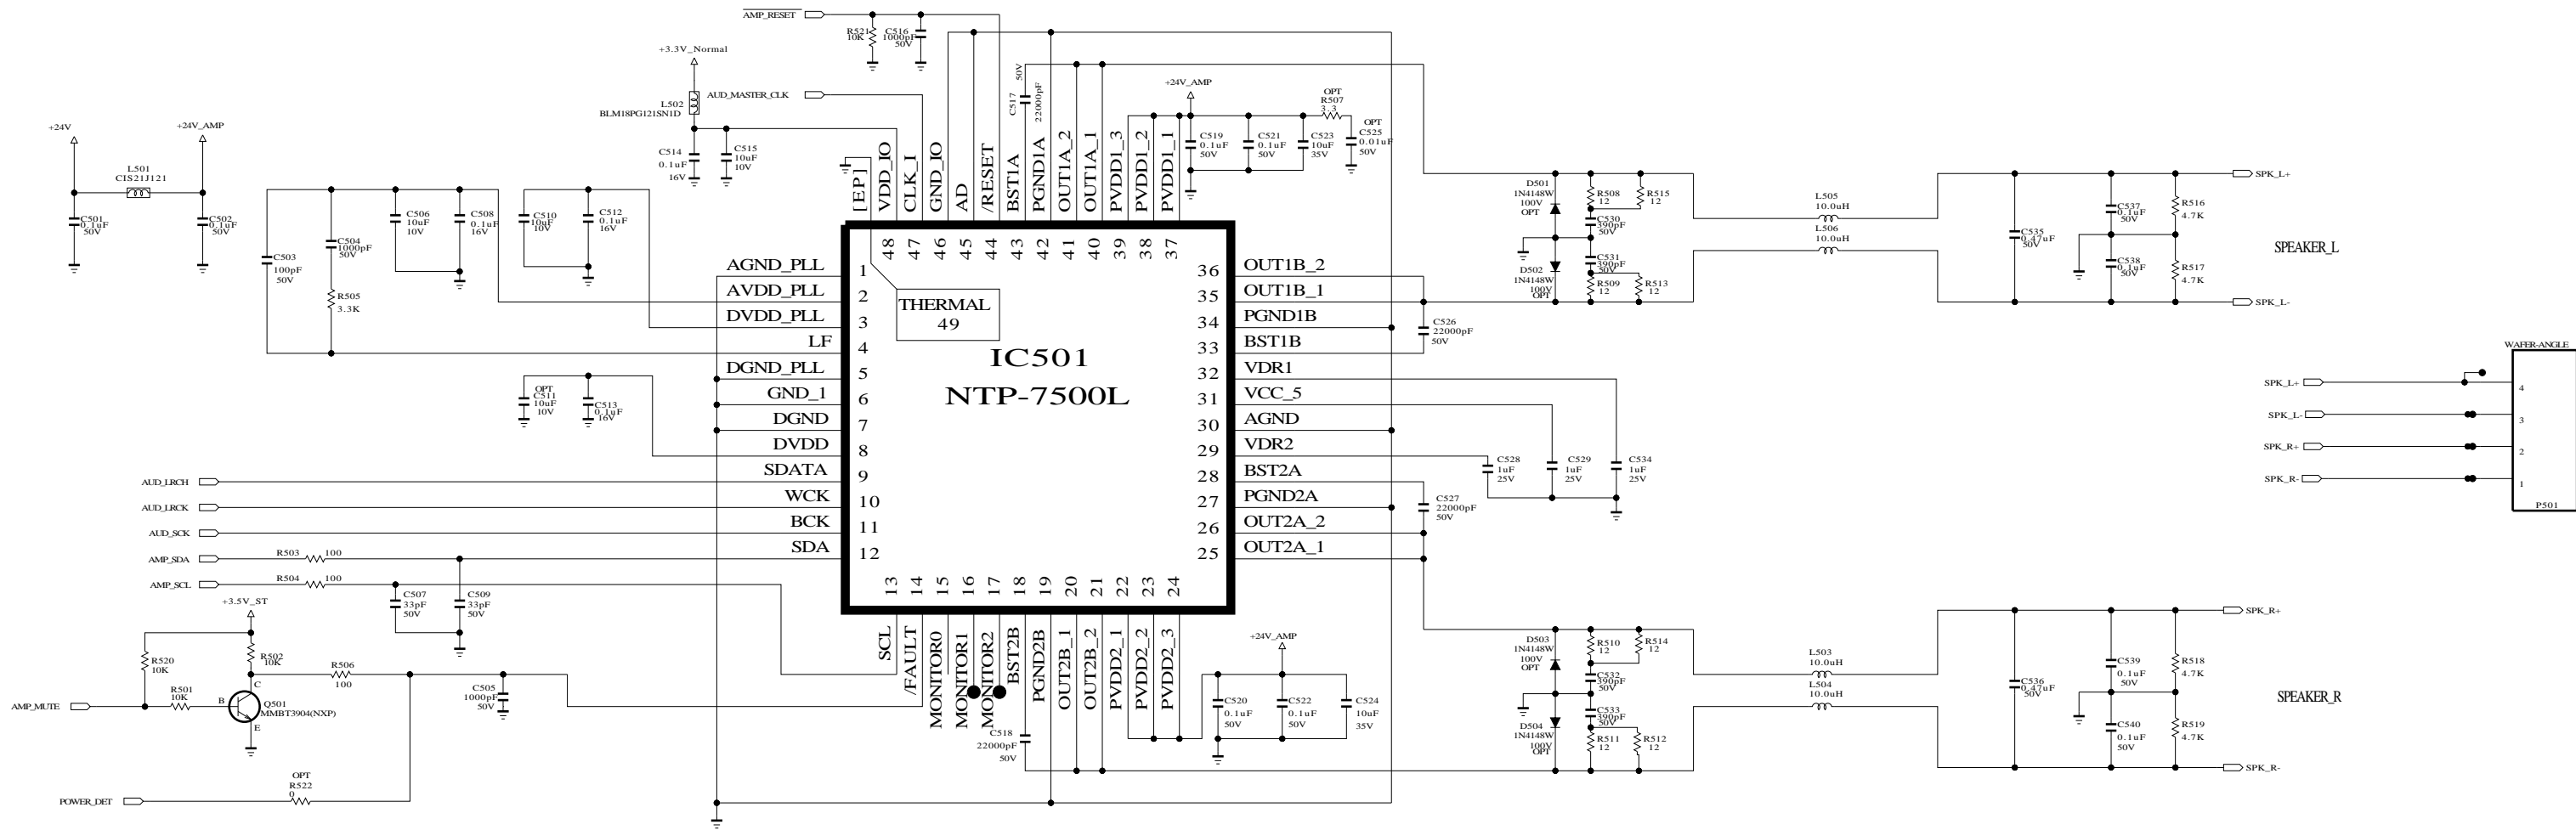 AMP_RESET
R521
10K
C516
1000pF
50V
+3.3V_Normal
L502
BLM18PG121SN1D
AUD_MASTER_CLK
C514
0.1uF
16V
C515
10uF
10V
C517
22000pF
50V
+24V_AMP
OPT
R507
3.3
C519
0.1uF
50V
C521
0.1uF
50V
C523
10uF
35V
OPT
C525
0.01uF
50V
+24V
+24V_AMP
L501
CIS21J121
C501
0.1uF
50V
C502
0.1uF
50V
C503
100pF
50V
C504
1000pF
50V
R505
3.3K
C506
10uF
10V
C508
0.1uF
16V
C510
10uF
10V
C512
0.1uF
16V
OPT
C511
10uF
10V
C513
0.1uF
16V
[EP]
VDD_IO
CLK_I
GND_IO
AD
/RESET
BST1A
PGND1A
OUT1A_2
OUT1A_1
PVDD1_3
PVDD1_2
PVDD1_1
48
47
46
45
44
43
42
41
40
39
38
37
AGND_PLL
1
AVDD_PLL
2
DVDD_PLL
3
LF
4
DGND_PLL
5
GND_1
6
DGND
7
DVDD
8
SDATA
9
WCK
10
BCK
11
SDA
12
THERMAL
49
IC501
NTP-7500L
36
OUT1B_2
35
OUT1B_1
34
PGND1B
33
BST1B
32
VDR1
31
VCC_5
30
AGND
29
VDR2
28
BST2A
27
PGND2A
26
OUT2A_2
25
OUT2A_1
13
14
15
16
17
18
19
20
21
22
23
24
SCL
/FAULT
MONITOR0
MONITOR1
MONITOR2
BST2B
PGND2B
OUT2B_1
OUT2B_2
PVDD2_1
PVDD2_2
PVDD2_3
AUD_LRCH
AUD_LRCK
AUD_SCK
AMP_SDA
R503
100
AMP_SCL
R504
100
C507
33pF
50V
C509
33pF
50V
+3.5V_ST
R520
10K
R502
10K
R506
100
R501
10K
AMP_MUTE
B
C
E
Q501
MMBT3904(NXP)
C505
1000pF
50V
OPT
R522
0
POWER_DET
C518
22000pF
50V
+24V_AMP
C520
0.1uF
50V
C522
0.1uF
50V
C524
10uF
35V
C526
22000pF
50V
C527
22000pF
50V
C528
1uF
25V
C529
1uF
25V
C534
1uF
25V
D501
1N4148W
100V
OPT
R508
12
R515
12
C530
390pF
50V
C531
390pF
50V
D502
1N4148W
100V
OPT
R509
12
R513
12
L505
10.0uH
L506
10.0uH
C535
0.47uF
50V
C537
0.1uF
50V
C538
0.1uF
50V
R516
4.7K
R517
4.7K
SPK_L+
SPEAKER_L
SPK_L-
D503
1N4148W
100V
OPT
R510
12
R514
12
C532
390pF
50V
C533
390pF
50V
D504
1N4148W
100V
OPT
R511
12
R512
12
L503
10.0uH
L504
10.0uH
C536
0.47uF
50V
C539
0.1uF
50V
C540
0.1uF
50V
R518
4.7K
R519
4.7K
SPK_R+
SPEAKER_R
SPK_R-
WAFER-ANGLE
SPK_L+
4
SPK_L-
3
SPK_R+
2
SPK_R-
1
P501